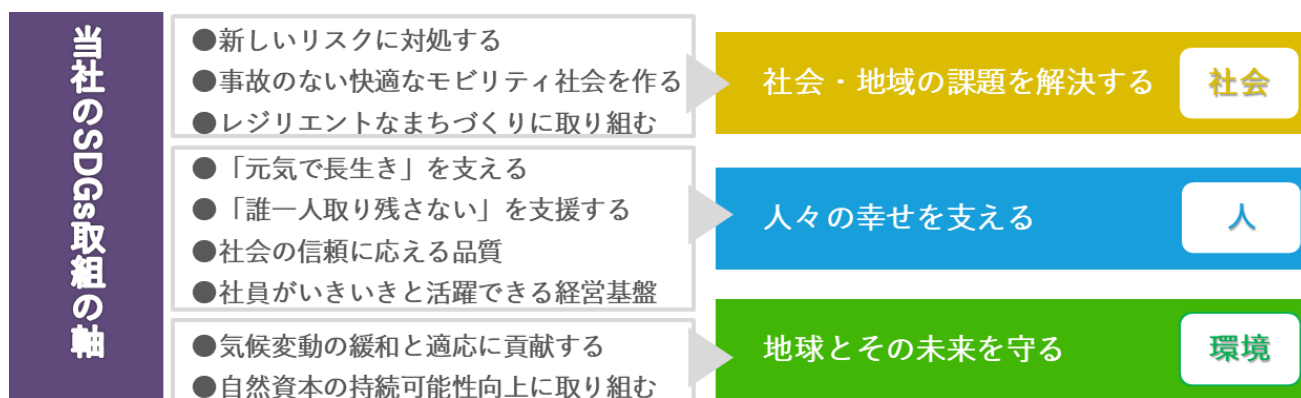 当社のSDGs取組の軸
●新しいリスクに対処する
●事故のない快適なモビリティ社会を作る
●レジリエントなまちづくりに取り組む
社会・地域の課題を解決する
社会
●「元気で長生き」を支える
●「誰一人取り残さない」を支援する
●社会の信頼に応える品質
●社員がいきいきと活躍できる経営基盤
人々の幸せを支える
人
●気候変動の緩和と適応に貢献する
●自然資本の持続可能性向上に取り組む
地球とその未来を守る
環境